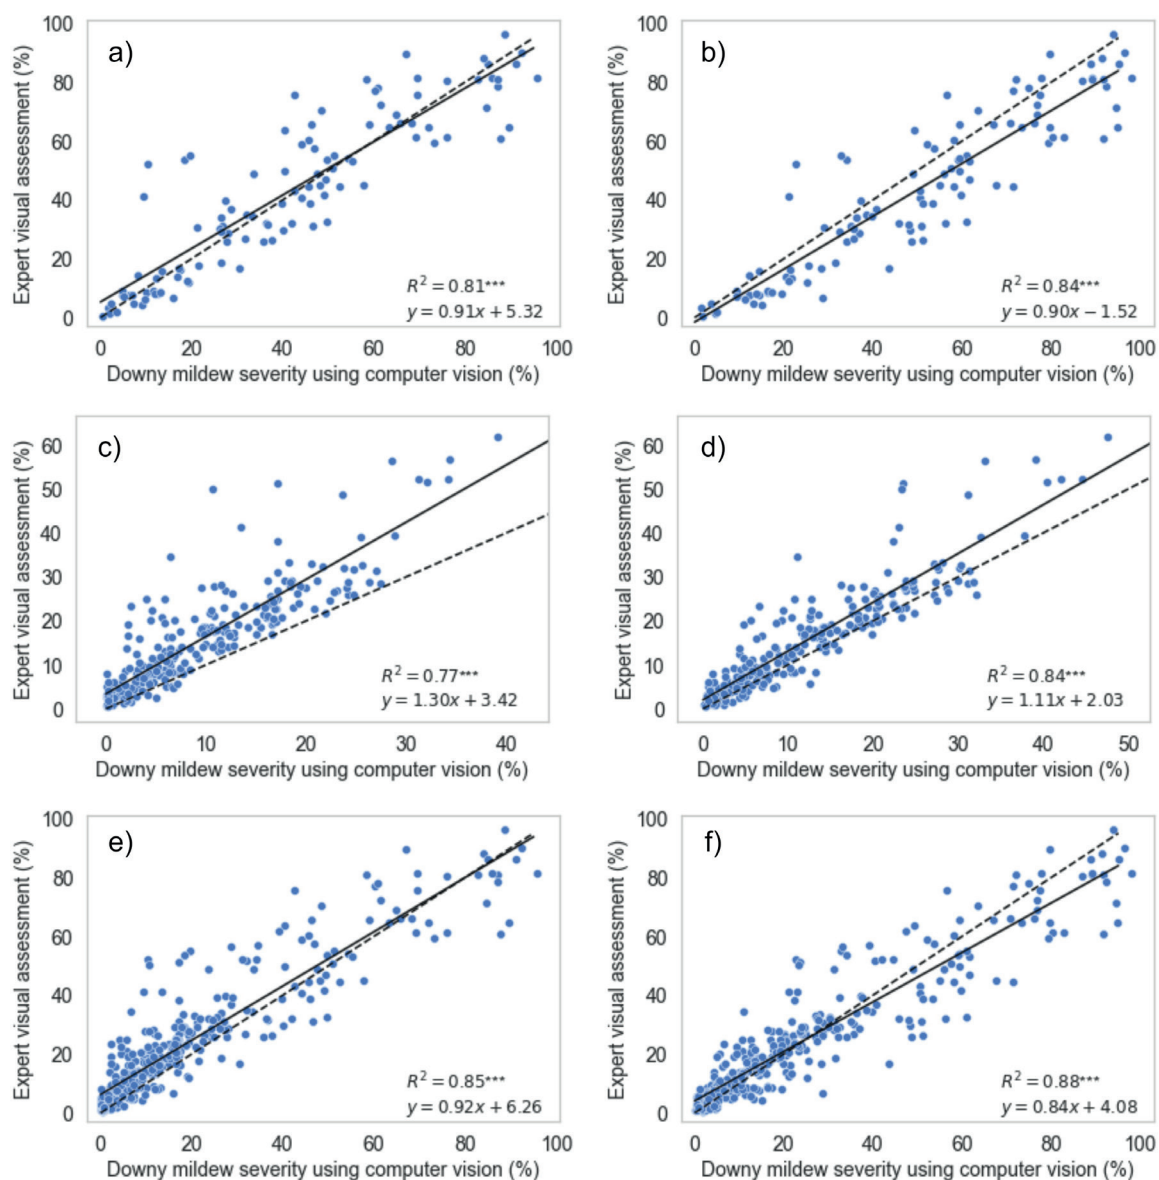 a)
Expert visual assessment (%)
100
80
60
40
20
0
R² = 0.81***
y = 0.91x + 5.32
0 20 40 60 80 100
Downy mildew severity using computer vision (%)
b)
Expert visual assessment (%)
100
80
60
40
20
0
R² = 0.84***
y = 0.90x − 1.52
0 20 40 60 80 100
Downy mildew severity using computer vision (%)
c)
Expert visual assessment (%)
60
50
40
30
20
10
0
R² = 0.77***
y = 1.30x + 3.42
0 10 20 30 40
Downy mildew severity using computer vision (%)
d)
Expert visual assessment (%)
60
50
40
30
20
10
0
R² = 0.84***
y = 1.11x + 2.03
0 10 20 30 40 50
Downy mildew severity using computer vision (%)
e)
Expert visual assessment (%)
100
80
60
40
20
0
R² = 0.85***
y = 0.92x + 6.26
0 20 40 60 80 100
Downy mildew severity using computer vision (%)
f)
Expert visual assessment (%)
100
80
60
40
20
0
R² = 0.88***
y = 0.84x + 4.08
0 20 40 60 80 100
Downy mildew severity using computer vision (%)